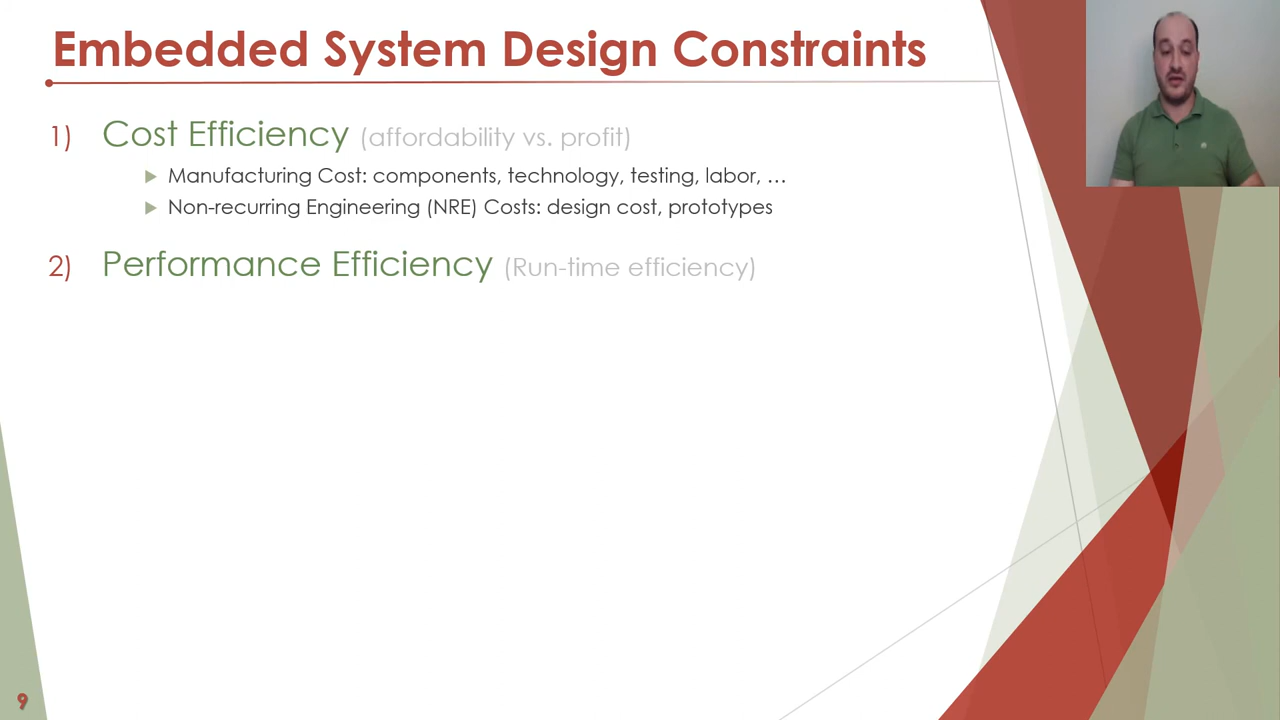 Embedded System Design Constraints
1) Cost Efficiency (affordability vs. profit)
Manufacturing Cost: components, technology, testing, labor, …
Non-recurring Engineering (NRE) Costs: design cost, prototypes
2) Performance Efficiency (Run-time efficiency)
9